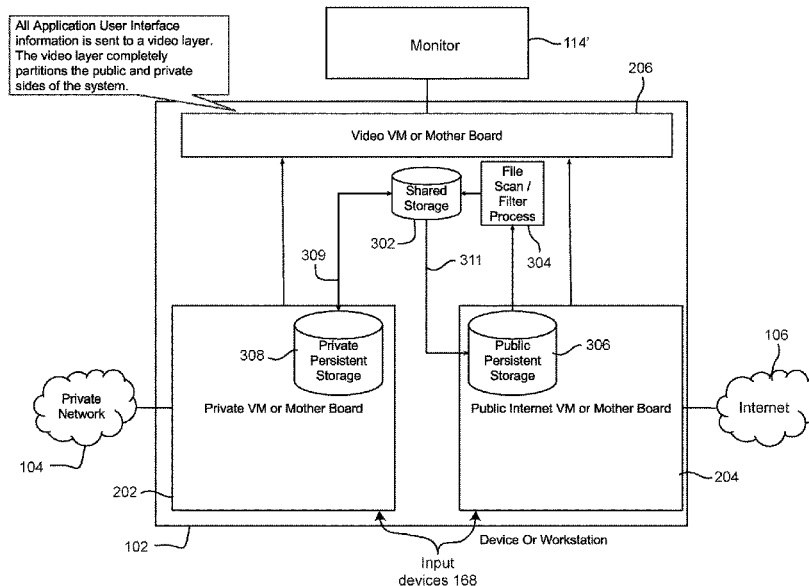 All Application User Interface
information is sent to a video layer.
The video layer completely
partitions the public and private
sides of the system.
Monitor
114'
206
Video VM or Mother Board
Shared
Storage
302
File
Scan /
Filter
Process
304
309
311
308
Private
Persistent
Storage
Public
Persistent
Storage
306
106
Private
Network
104
Private VM or Mother Board
Public Internet VM or Mother Board
Internet
202
204
102
Device Or Workstation
Input
devices 168